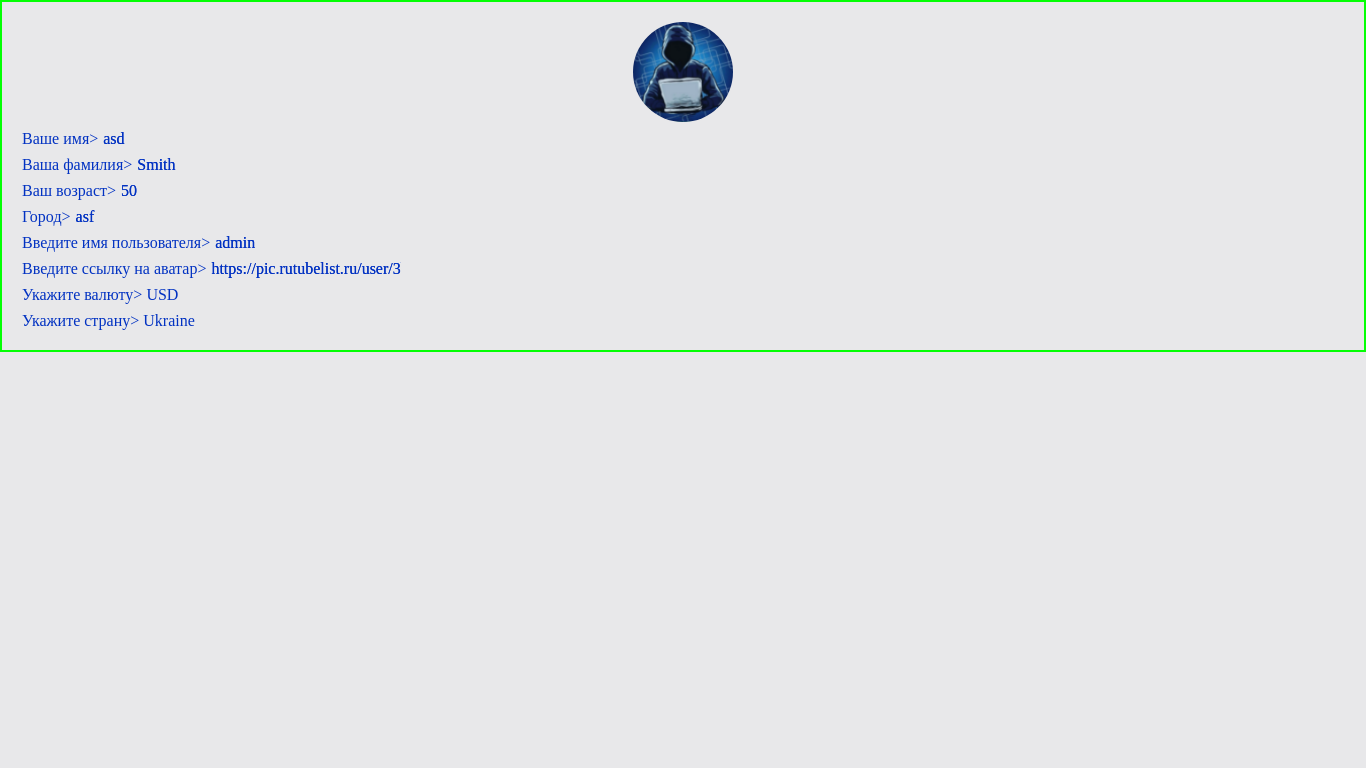 Ваше имя> asd
Ваша фамилия> Smith
Ваш возраст> 50
Город> asf
Введите имя пользователя> admin
Введите ссылку на аватар> https://pic.rutubelist.ru/user/3
Укажите валюту> USD
Укажите страну> Ukraine